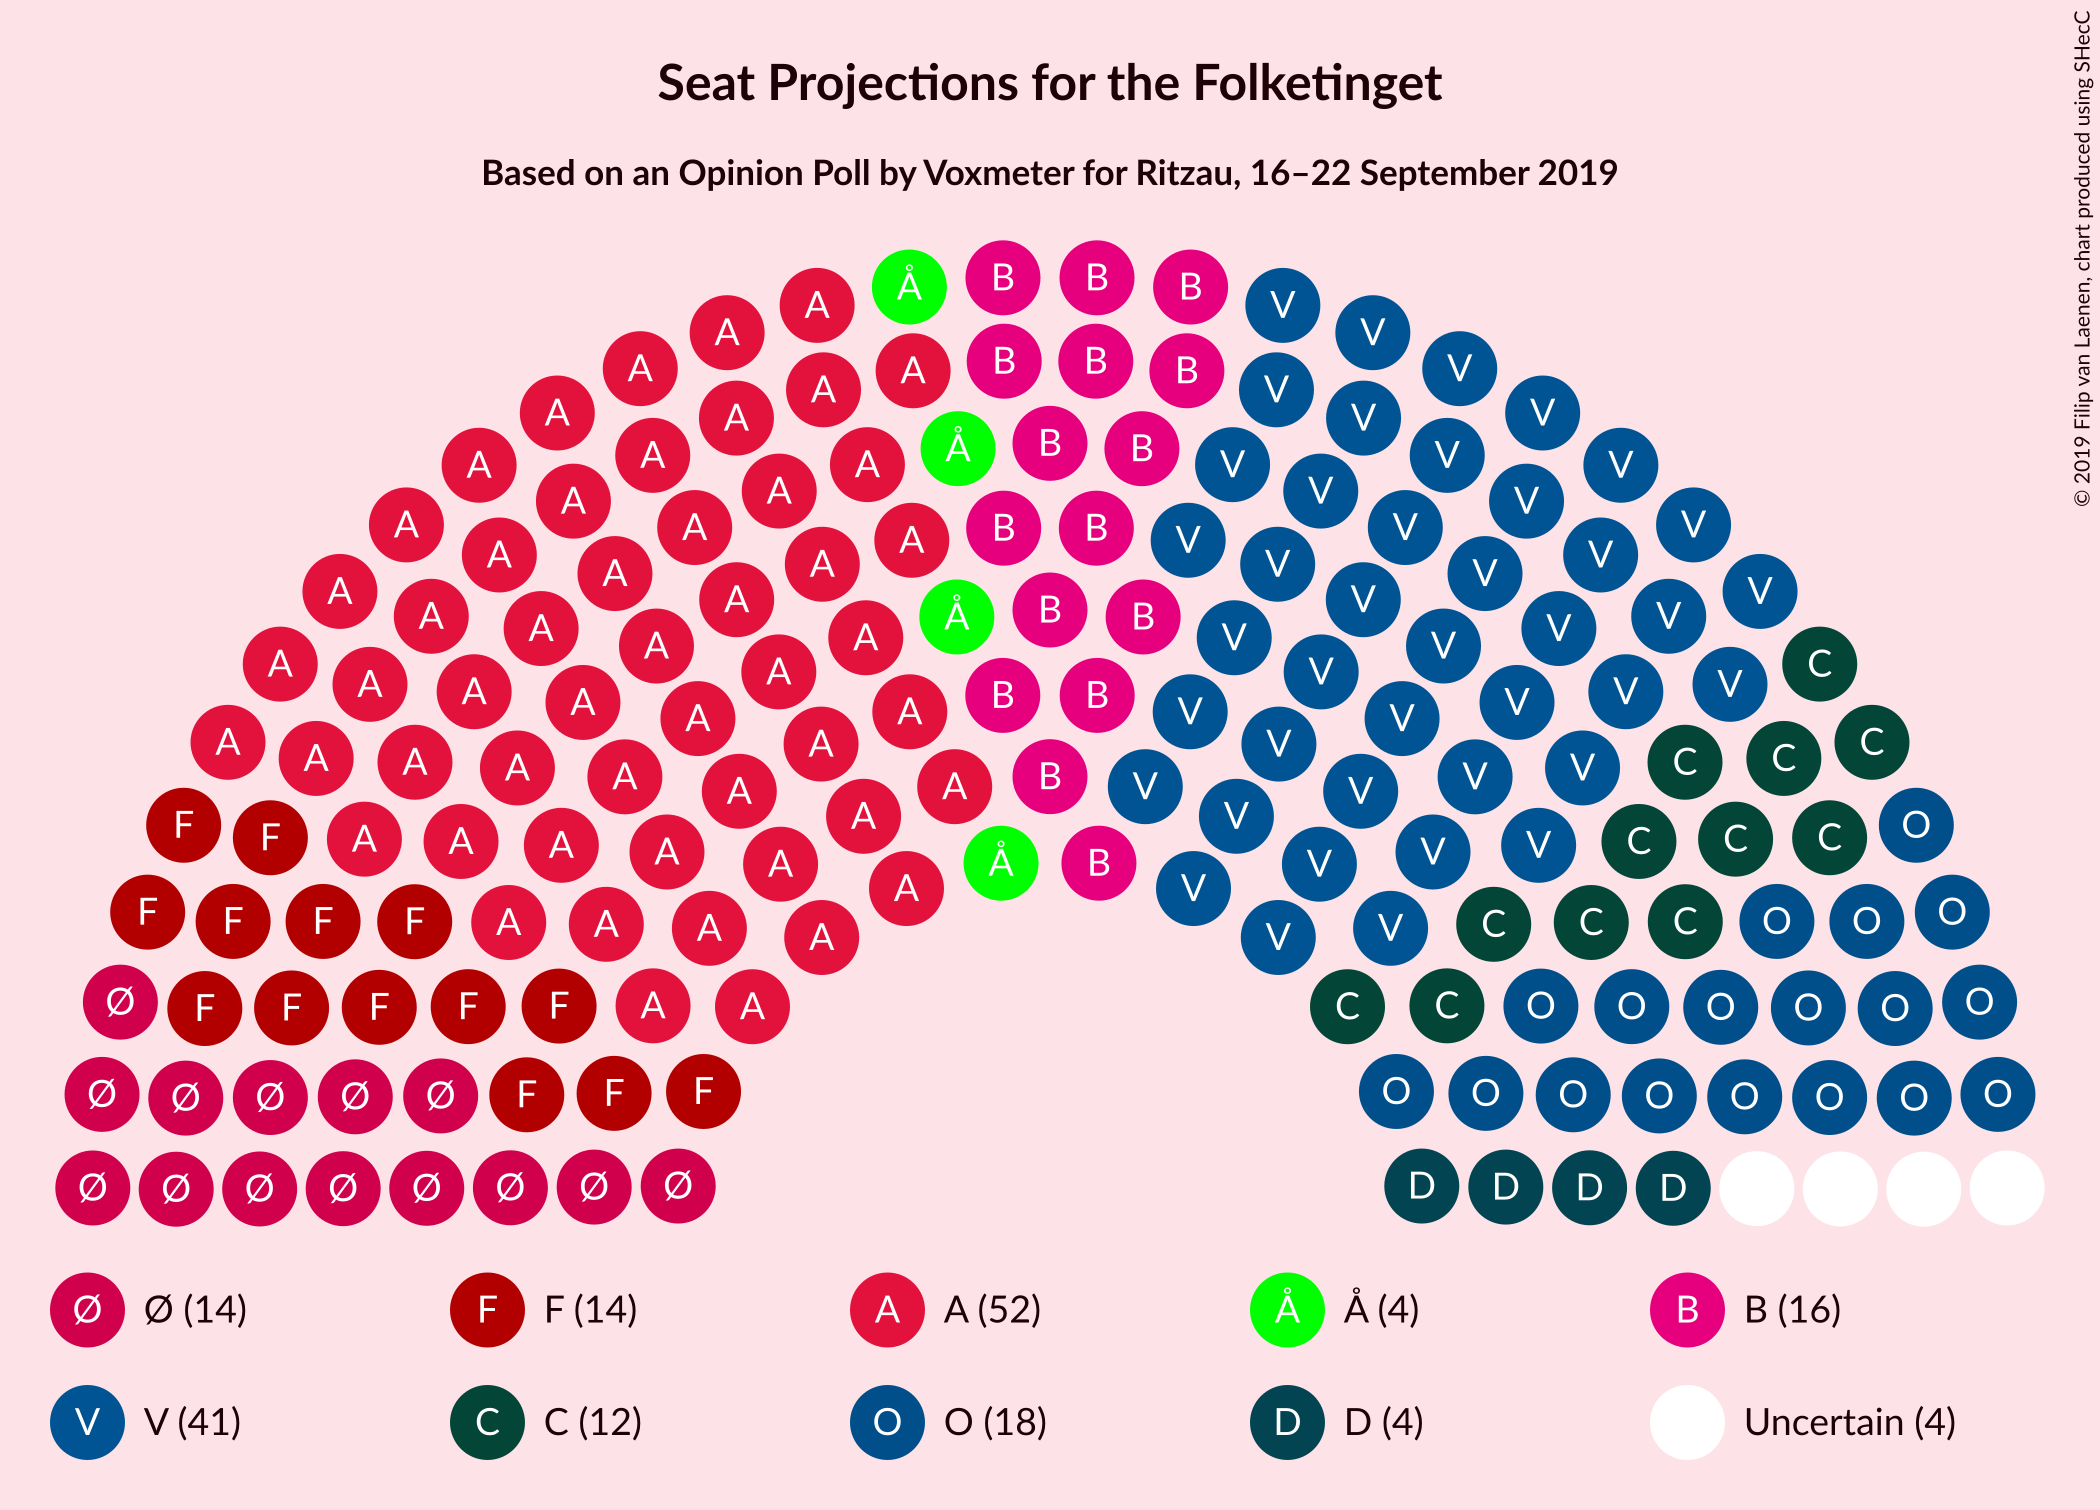 Seat Projections for the Folketinget
Based on an Opinion Poll by Voxmeter for Ritzau, 16–22 September 2019
© 2019 Filip van Laenen, chart produced using SHecC
Å B B B
A V
A V
A A B B B V
A A V V
A A Å B B V V
A A A V V V
A A B B V V V
A A A V V V
A A A Å B B V V V
A A A V V V
A A A B B V V C
A A A V V V
A A A A B V V V C C C
A A A A V V
F F A A A A Å B V V V C C C O
F F F F A A A A A V V V C C C O O O
Ø F F F F F A A C C O O O O O O
Ø Ø Ø Ø Ø F F F O O O O O O O O
Ø Ø Ø Ø Ø Ø Ø Ø D D D D
Ø Ø (14) F F (14) A A (52) Å Å (4) B B (16)
V V (41) C C (12) O O (18) D D (4) Uncertain (4)